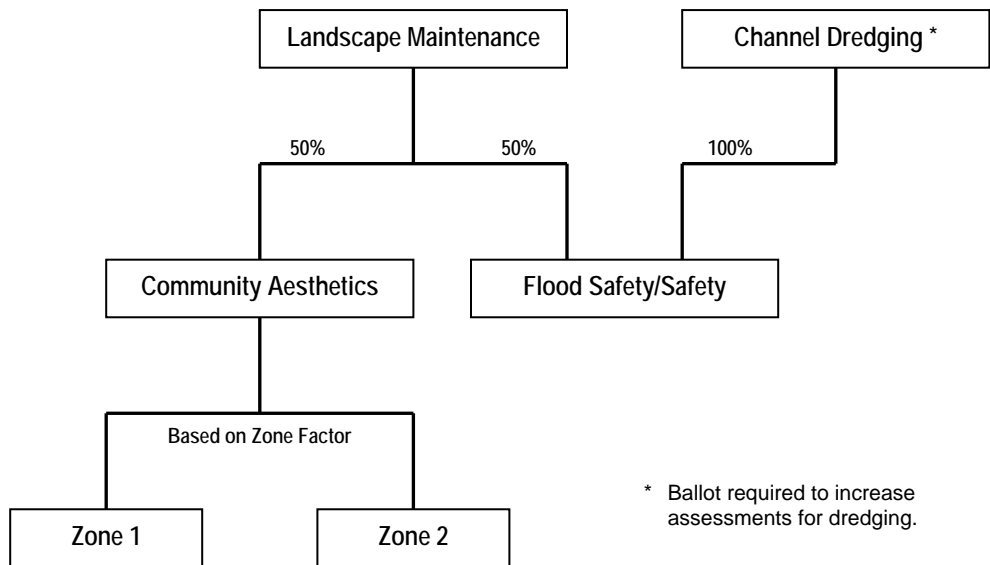 Landscape Maintenance
Channel Dredging *
50%
50%
100%
Community Aesthetics
Flood Safety/Safety
Based on Zone Factor
* Ballot required to increase
assessments for dredging.
Zone 1
Zone 2